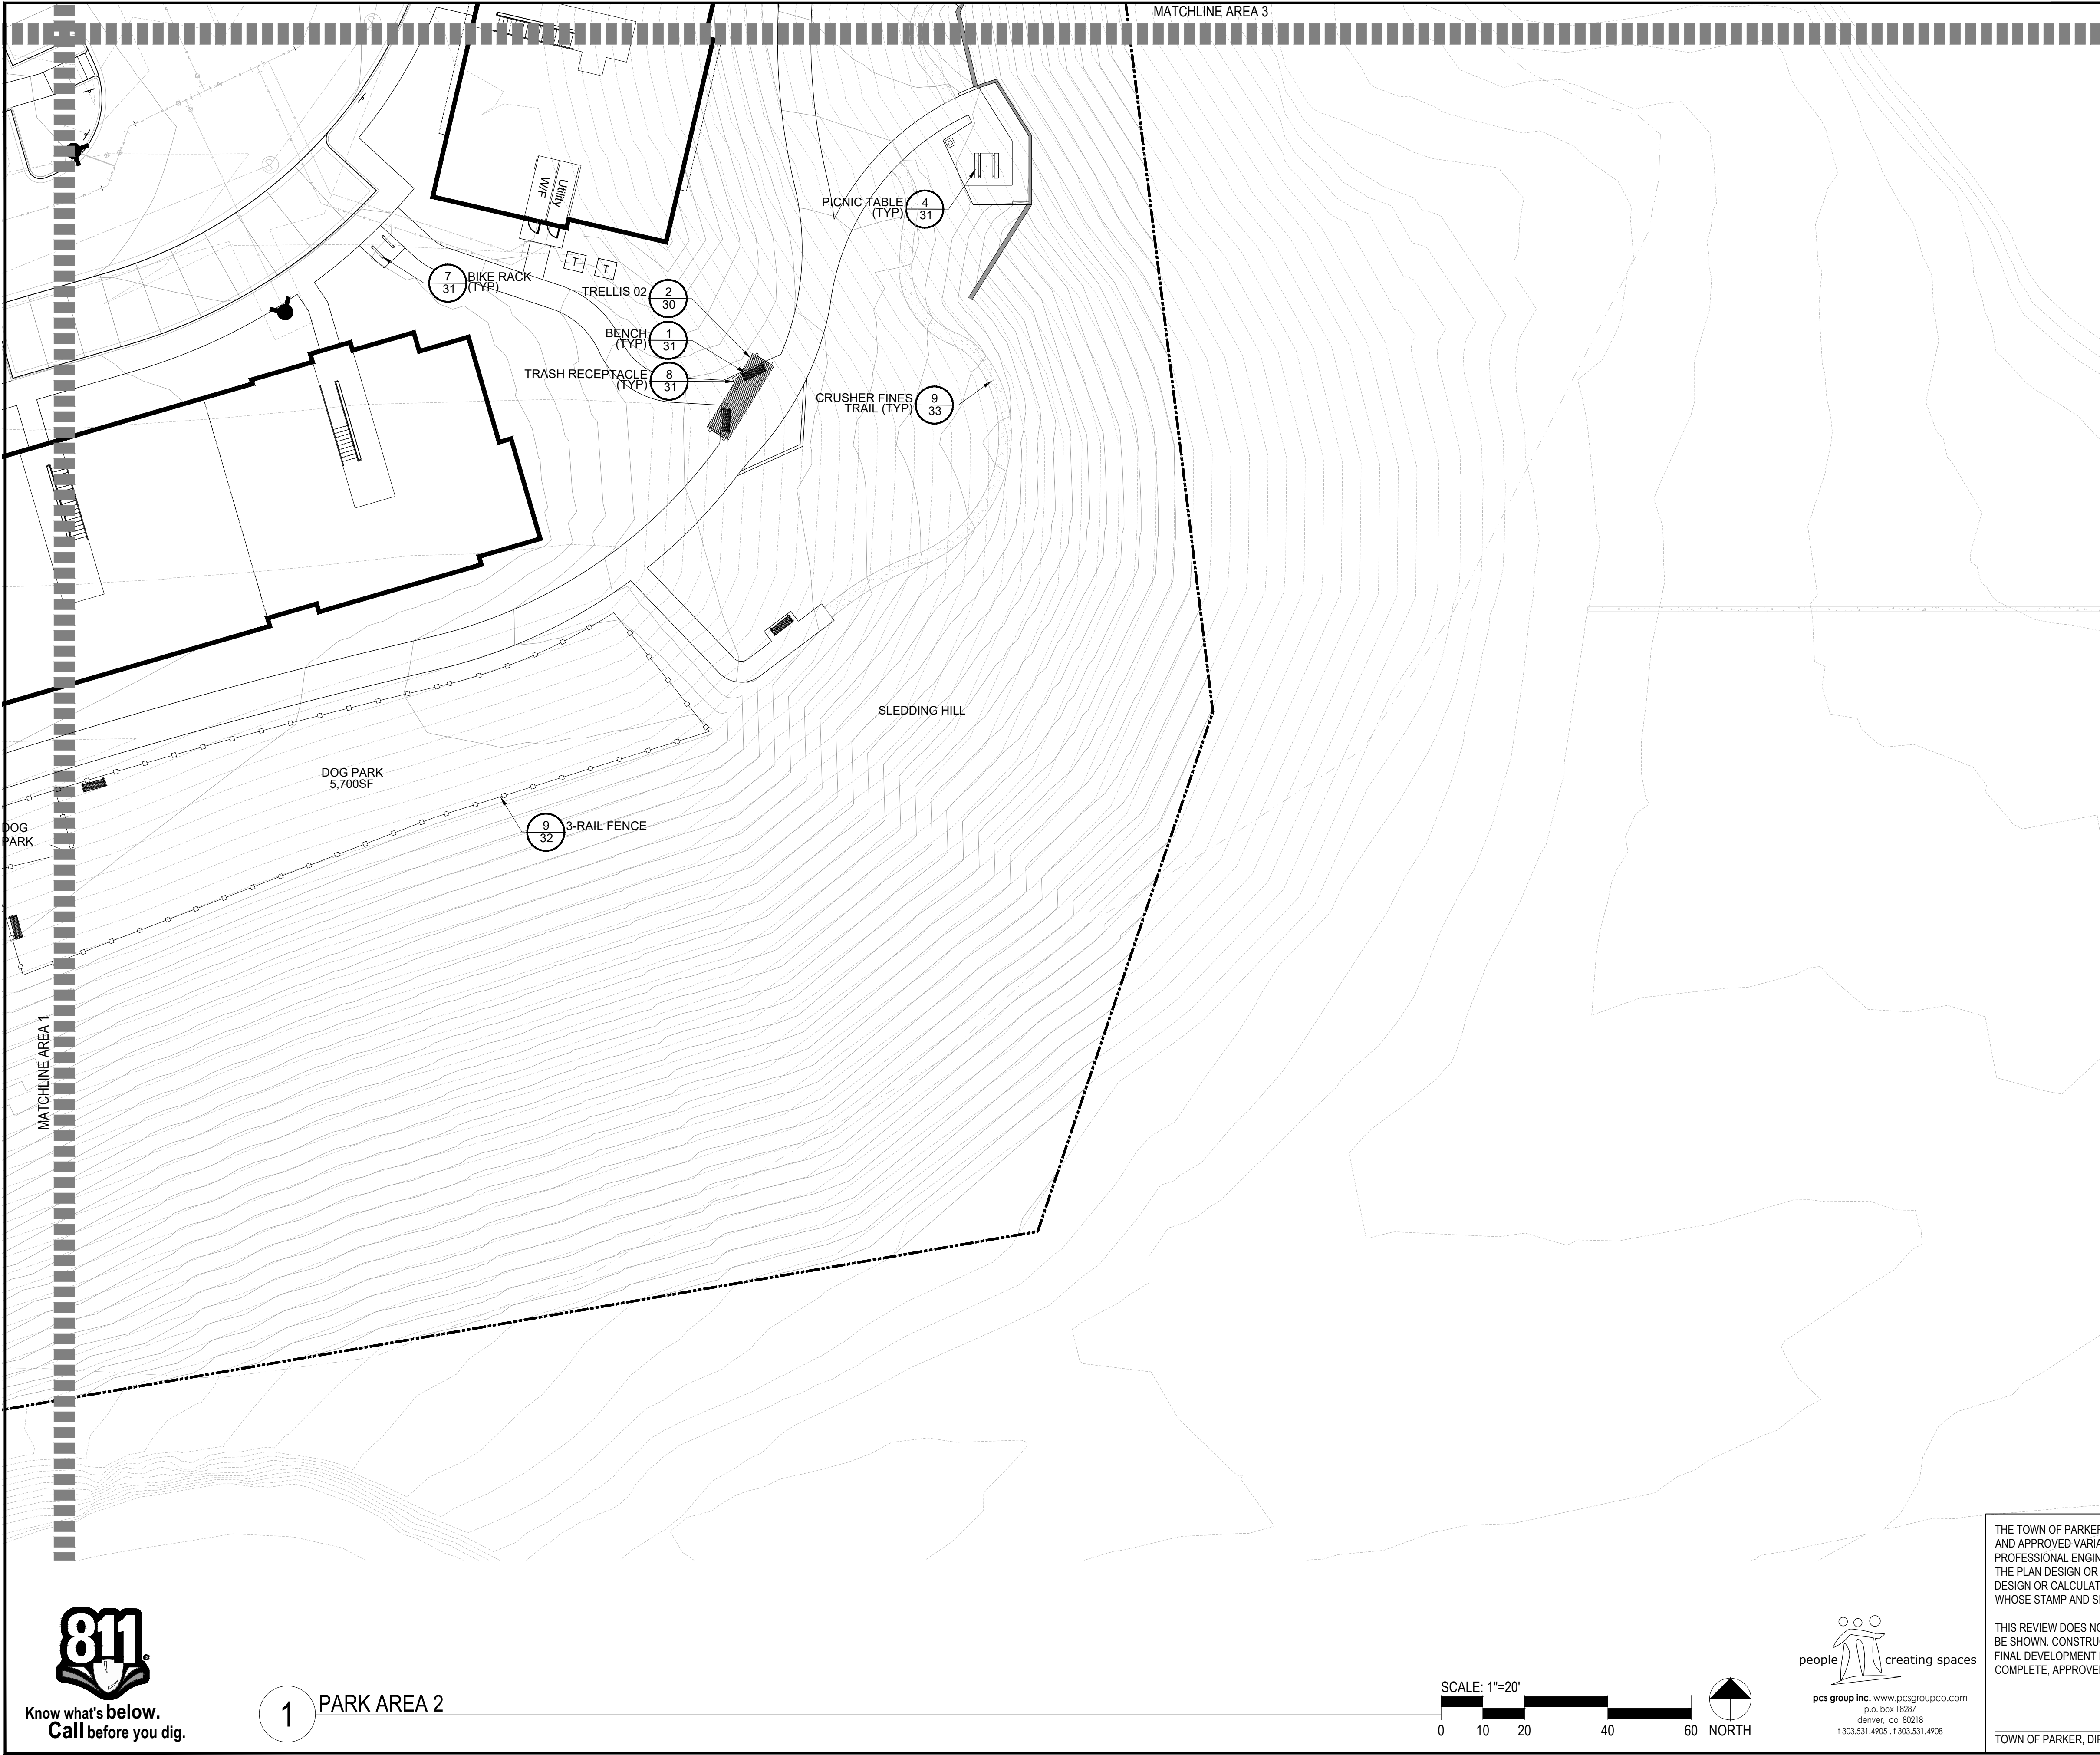 MATCHLINE AREA 3
PICNIC TABLE
(TYP)
4
31
Utility
W/F
T
T
7
31
BIKE RACK
(TYP)
TRELLIS 02
2
30
BENCH
(TYP)
1
31
TRASH RECEPTACLE
(TYP)
8
31
CRUSHER FINES
TRAIL (TYP)
9
33
SLEDDING HILL
DOG PARK
5,700SF
9
32
3-RAIL FENCE
DOG
PARK
MATCHLINE AREA 1
THE TOWN OF PARKER
AND APPROVED VARIA
PROFESSIONAL ENGIN
THE PLAN DESIGN OR
DESIGN OR CALCULAT
WHOSE STAMP AND S
THIS REVIEW DOES NO
BE SHOWN. CONSTRU
FINAL DEVELOPMENT
COMPLETE, APPROVE
TOWN OF PARKER, DI
811
Know what's below.
Call before you dig.
1
PARK AREA 2
SCALE: 1"=20'
0 10 20 40 60
NORTH
people creating spaces
pcs group inc. www.pcsgroupco.com
p.o. box 18287
denver, co 80218
t 303.531.4905 . f 303.531.4908